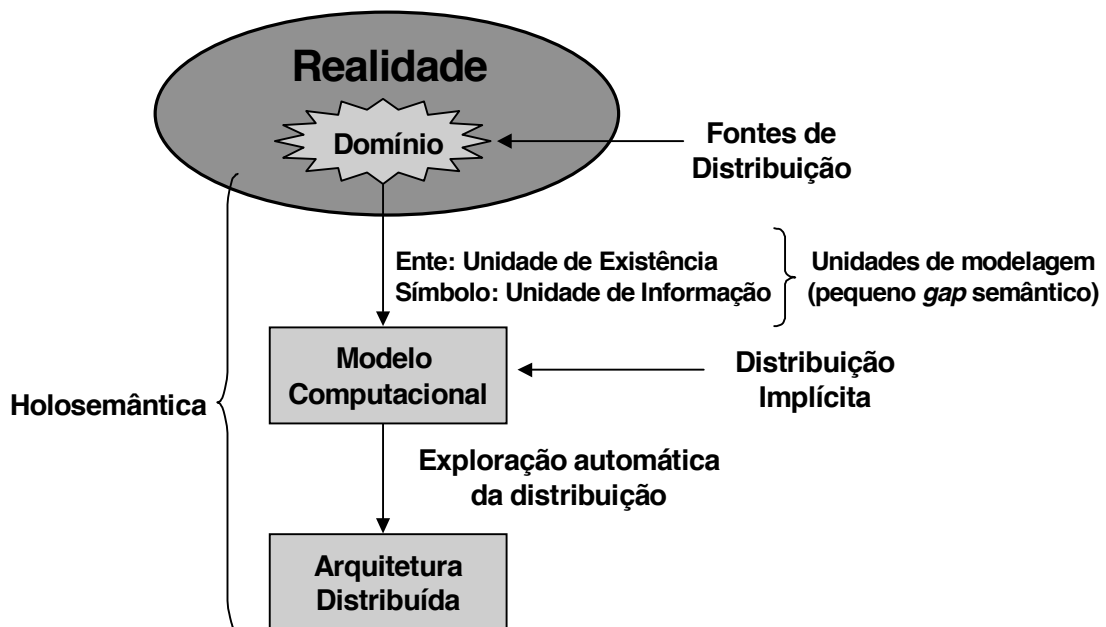 Realidade
Domínio
Fontes de
Distribuição
Ente: Unidade de Existência
Símbolo: Unidade de Informação
Unidades de modelagem
(pequeno gap semântico)
Modelo
Computacional
Distribuição
Implícita
Holosemântica
Exploração automática
da distribuição
Arquitetura
Distribuída